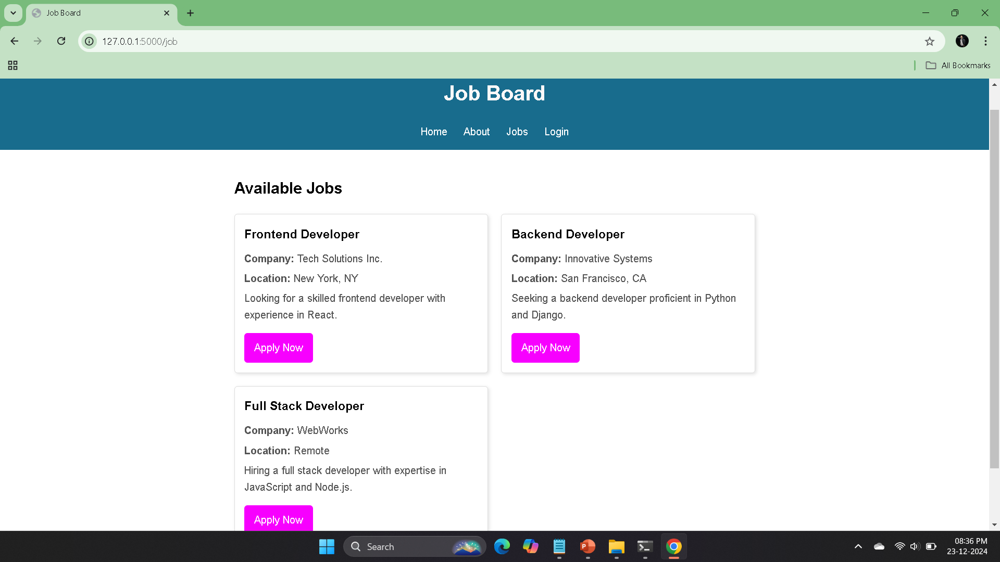 Job Board
127.0.0.1:5000/job
All Bookmarks
Job Board
Home About Jobs Login
Available Jobs
Frontend Developer
Company: Tech Solutions Inc.
Location: New York, NY
Looking for a skilled frontend developer with
experience in React.
Apply Now
Backend Developer
Company: Innovative Systems
Location: San Francisco, CA
Seeking a backend developer proficient in Python
and Django.
Apply Now
Full Stack Developer
Company: WebWorks
Location: Remote
Hiring a full stack developer with expertise in
JavaScript and Node.js.
Apply Now
Search
08:36 PM
23-12-2024